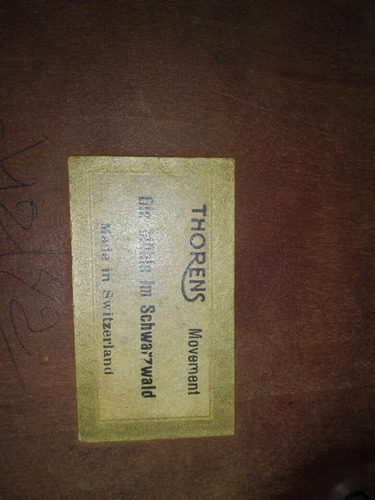 THORENS Movement
Die Mühle im Schwarzwald
Made in Switzerland